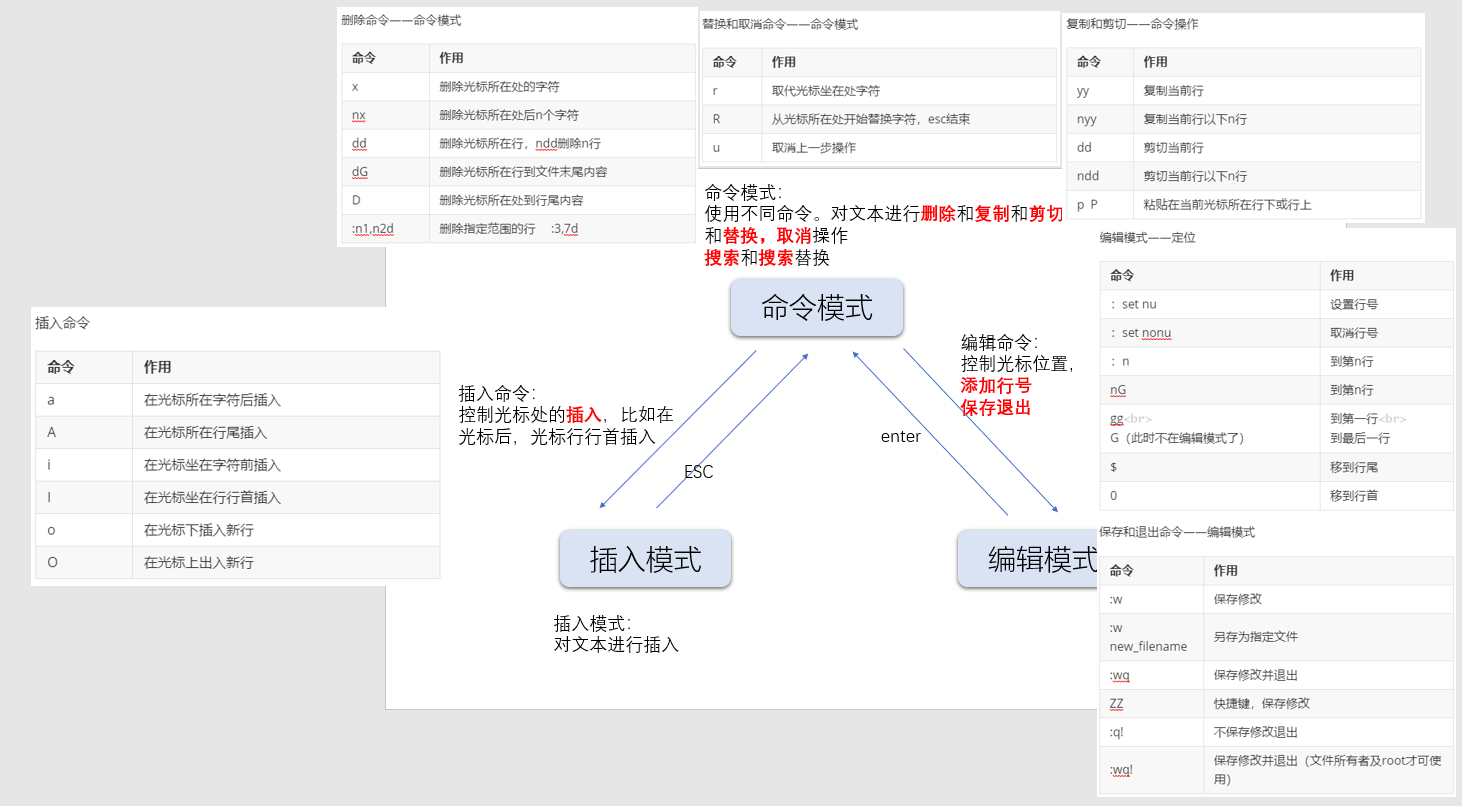 删除命令——命令模式
命令 作用
x 删除光标所在处的字符
nx 删除光标所在处后n个字符
dd 删除光标所在行，ndd删除n行
dG 删除光标所在行到文件末尾内容
D 删除光标所在处到行尾内容
:n1,n2d 删除指定范围的行 :3,7d
替换和取消命令——命令模式
命令 作用
r 取代光标坐在处字符
R 从光标所在处开始替换字符，esc结束
u 取消上一步操作
复制和剪切——命令操作
命令 作用
yy 复制当前行
nyy 复制当前行以下n行
dd 剪切当前行
ndd 剪切当前行以下n行
p P 粘贴在当前光标所在行下或行上
命令模式：
使用不同命令。对文本进行删除和复制和剪切
和替换，取消操作
搜索和搜索替换
命令模式
插入命令
命令 作用
a 在光标所在字符后插入
A 在光标所在行尾插入
i 在光标坐在字符前插入
I 在光标坐在行行首插入
o 在光标下插入新行
O 在光标上出入新行
插入命令：
控制光标处的插入，比如在
光标后，光标行行首插入
ESC
enter
编辑命令：
控制光标位置，
添加行号
保存退出
插入模式
编辑模式
插入模式：
对文本进行插入
编辑模式——定位
命令 作用
：set nu 设置行号
：set nonu 取消行号
：n 到第n行
nG 到第n行
gg<br> 到第一行<br>
G（此时不在编辑模式了） 到最后一行
$ 移到行尾
0 移到行首
保存和退出命令——编辑模式
命令 作用
:w 保存修改
:w
new_filename 另存为指定文件
:wq 保存修改并退出
ZZ 快捷键，保存修改
:q! 不保存修改退出
:wq! 保存修改并退出（文件所有者及root才可使
用）